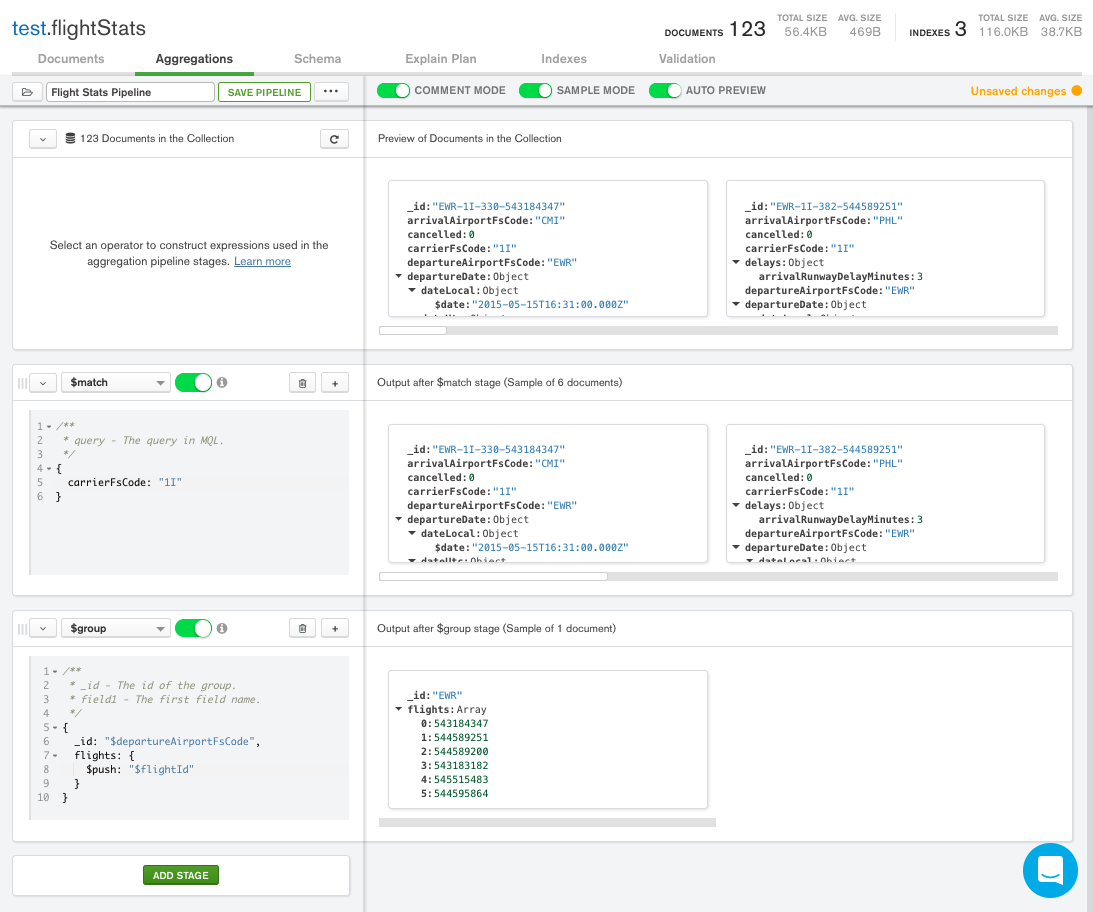 test.flightStats
DOCUMENTS 123 TOTAL SIZE 56.4KB AVG. SIZE 469B INDEXES 3 TOTAL SIZE 116.0KB AVG. SIZE 38.7KB
Documents Aggregations Schema Explain Plan Indexes Validation
Flight Stats Pipeline SAVE PIPELINE ••• COMMENT MODE SAMPLE MODE AUTO PREVIEW Unsaved changes
123 Documents in the Collection
Select an operator to construct expressions used in the
aggregation pipeline stages. Learn more
Preview of Documents in the Collection
_id:"EWR-1I-330-543184347"
arrivalAirportFsCode:"CMI"
cancelled:0
carrierFsCode:"1I"
departureAirportFsCode:"EWR"
departureDate:Object
dateLocal:Object
$date:"2015-05-15T16:31:00.000Z"
_id:"EWR-1I-382-544589251"
arrivalAirportFsCode:"PHL"
cancelled:0
carrierFsCode:"1I"
delays:Object
arrivalRunwayDelayMinutes:3
departureAirportFsCode:"EWR"
departureDate:Object
$match
1 /**
2 * query - The query in MQL.
3 */
4 {
5 carrierFsCode: "1I"
6 }
Output after $match stage (Sample of 6 documents)
_id:"EWR-1I-330-543184347"
arrivalAirportFsCode:"CMI"
cancelled:0
carrierFsCode:"1I"
departureAirportFsCode:"EWR"
departureDate:Object
dateLocal:Object
$date:"2015-05-15T16:31:00.000Z"
dateUtc:Object
_id:"EWR-1I-382-544589251"
arrivalAirportFsCode:"PHL"
cancelled:0
carrierFsCode:"1I"
delays:Object
arrivalRunwayDelayMinutes:3
departureAirportFsCode:"EWR"
departureDate:Object
dateLocal:Object
$group
1 /**
2 * _id - The id of the group.
3 * field1 - The first field name.
4 */
5 {
6 _id: "$departureAirportFsCode",
7 flights: {
8 $push: "$flightId"
9 }
10 }
Output after $group stage (Sample of 1 document)
_id:"EWR"
flights:Array
0:543184347
1:544589251
2:544589200
3:543183182
4:545515483
5:544595864
ADD STAGE